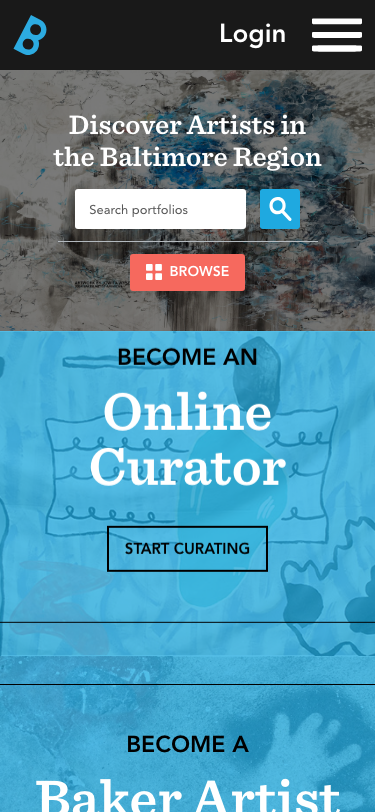 B
Login
Discover Artists in
the Baltimore Region
Search portfolios
BROWSE
BECOME AN
Online
Curator
START CURATING
BECOME A
Baker Artist